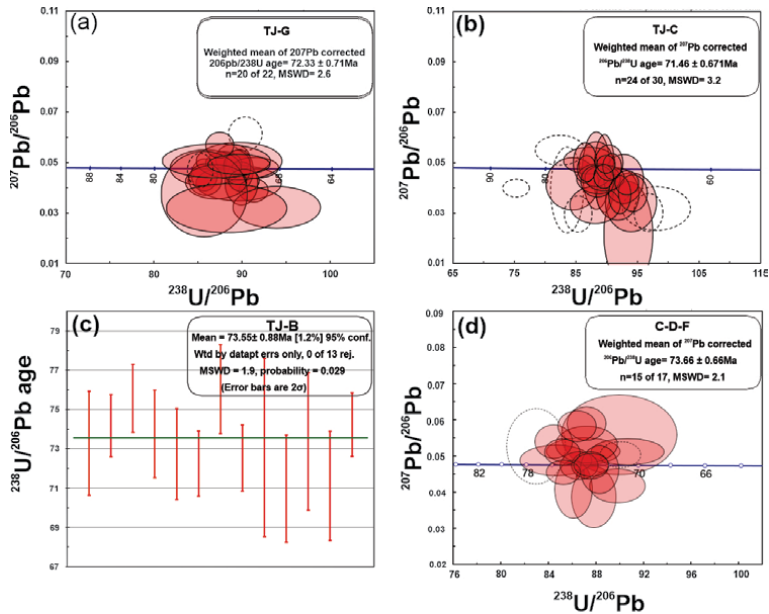 (a)
TJ-G
Weighted mean of 207Pb corrected
206pb/238U age= 72.33 ± 0.71Ma
n=20 of 22, MSWD= 2.6
0.11
0.09
0.07
0.05
0.03
0.01
207Pb/206Pb
88
84
80
68
64
70
80
90
100
238U/206Pb
(b)
TJ-C
Weighted mean of 207Pb corrected
206Pb/238U age= 71.46 ± 0.671Ma
n=24 of 30, MSWD= 3.2
0.11
0.09
0.07
0.05
0.03
0.01
207Pb/206Pb
90
60
65
75
85
95
105
115
238U/206Pb
(c)
TJ-B
Mean = 73.55± 0.88Ma [1.2%] 95% conf.
Wtd by datapt errs only, 0 of 13 rej.
MSWD = 1.9, probability = 0.029
(Error bars are 2σ)
79
77
75
73
71
69
67
238U/206Pb age
(d)
C-D-F
Weighted mean of 207Pb corrected
206Pb/238U age= 73.66 ± 0.66Ma
n=15 of 17, MSWD= 2.1
0.09
0.08
0.07
0.06
0.05
0.04
0.03
0.02
207Pb/206Pb
82
78
70
66
76
80
84
88
92
96
100
238U/206Pb